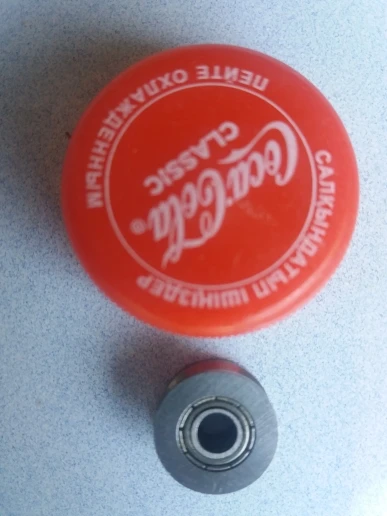 ПЕЙТЕ ОХЛАЖДЕННЫМ
Coca-Cola®
CLASSIC
САЛҚЫНДАТЫП ІШІҢІЗДЕР